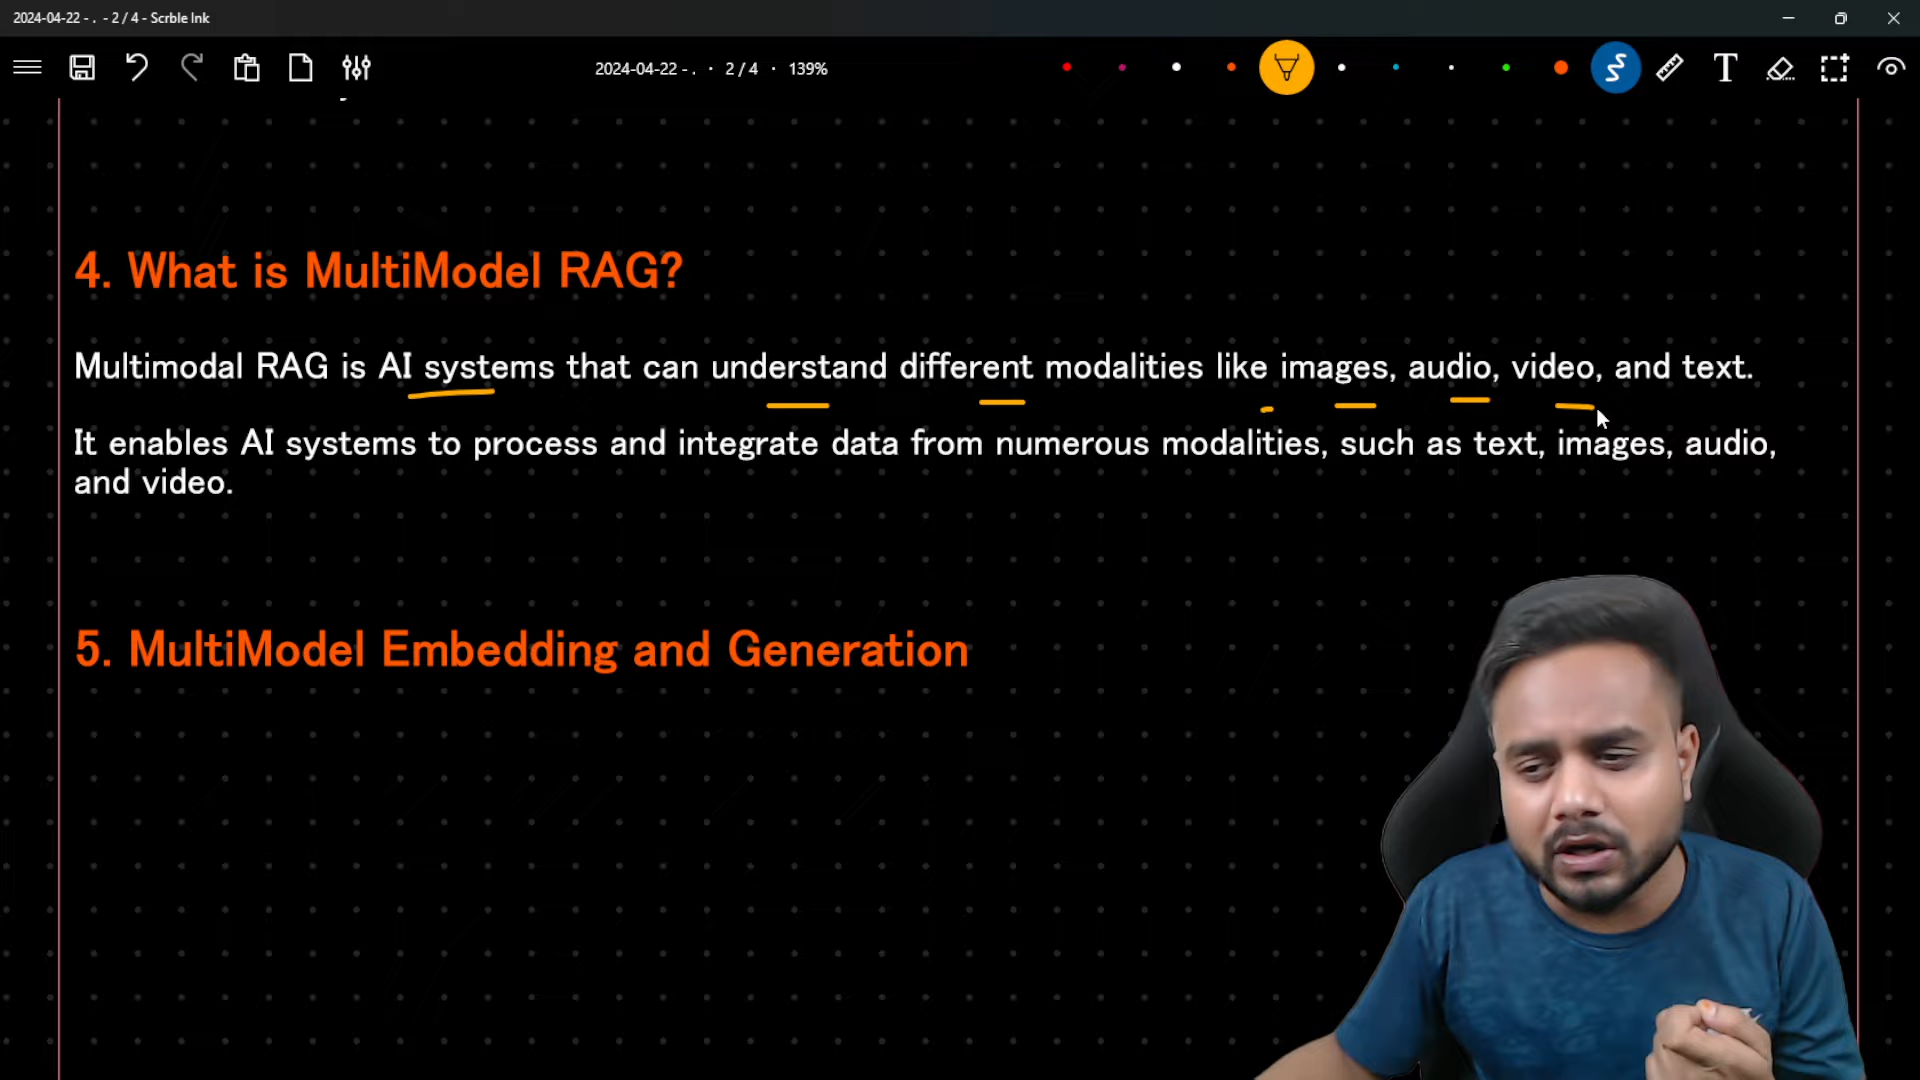 2024-04-22 - . - 2 / 4 - Scrble Ink
2024-04-22 - . · 2 / 4 · 139%
T
4. What is MultiModel RAG?
Multimodal RAG is AI systems that can understand different modalities like images, audio, video, and text.
It enables AI systems to process and integrate data from numerous modalities, such as text, images, audio,
and video.
5. MultiModel Embedding and Generation